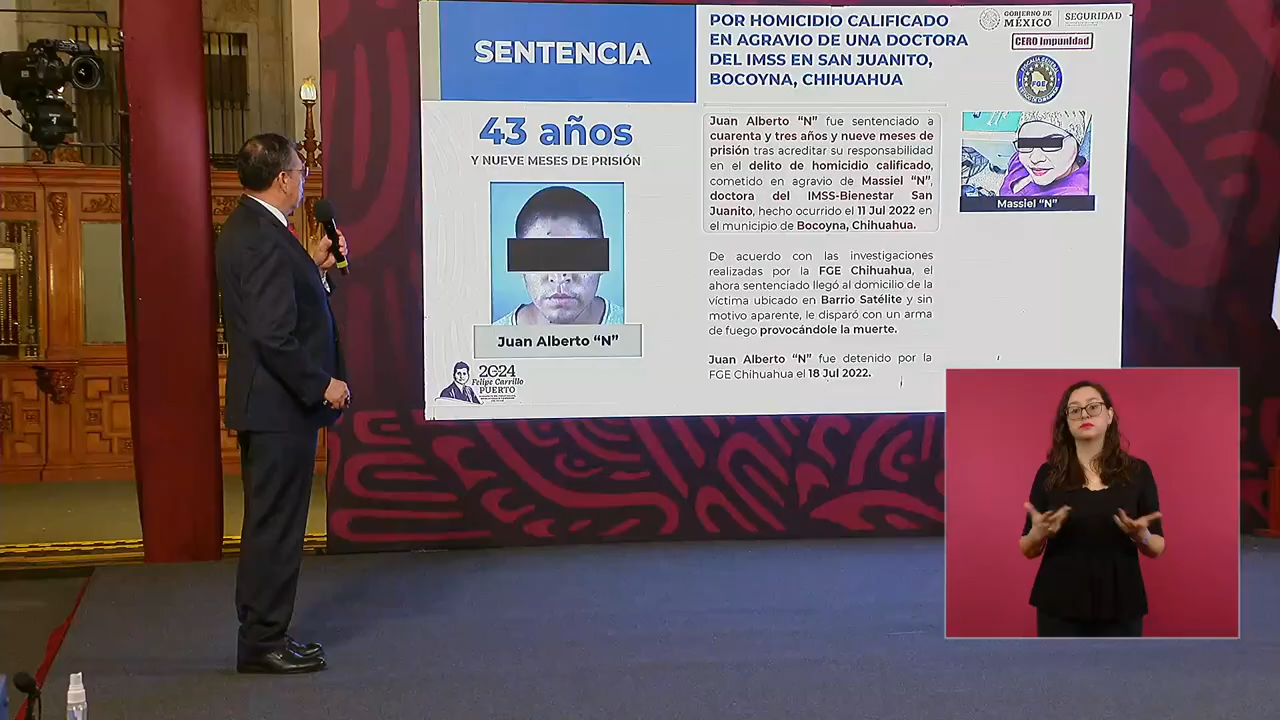 SENTENCIA
POR HOMICIDIO CALIFICADO
EN AGRAVIO DE UNA DOCTORA
DEL IMSS EN SAN JUANITO,
BOCOYNA, CHIHUAHUA
GOBIERNO DE
MÉXICO
SEGURIDAD
CERO Impunidad
FGE
43 años
Y NUEVE MESES DE PRISIÓN
Juan Alberto “N”
Juan Alberto “N” fue sentenciado a
cuarenta y tres años y nueve meses de
prisión tras acreditar su responsabilidad
en el delito de homicidio calificado,
cometido en agravio de Massiel “N”,
doctora del IMSS-Bienestar San
Juanito, hecho ocurrido el 11 Jul 2022 en
el municipio de Bocoyna, Chihuahua.
Massiel “N”
De acuerdo con las investigaciones
realizadas por la FGE Chihuahua, el
ahora sentenciado llegó al domicilio de la
víctima ubicado en Barrio Satélite y sin
motivo aparente, le disparó con un arma
de fuego provocándole la muerte.
Juan Alberto “N” fue detenido por la
FGE Chihuahua el 18 Jul 2022.
2024
Felipe Carrillo
PUERTO